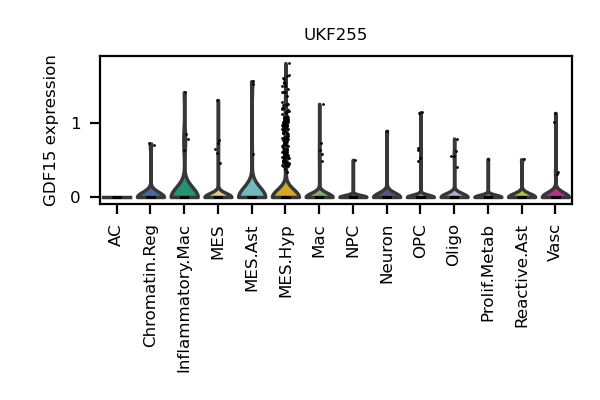 UKF255
GDF15 expression
1
0
AC
Chromatin.Reg
Inflammatory.Mac
MES
MES.Ast
MES.Hyp
Mac
NPC
Neuron
OPC
Oligo
Prolif.Metab
Reactive.Ast
Vasc